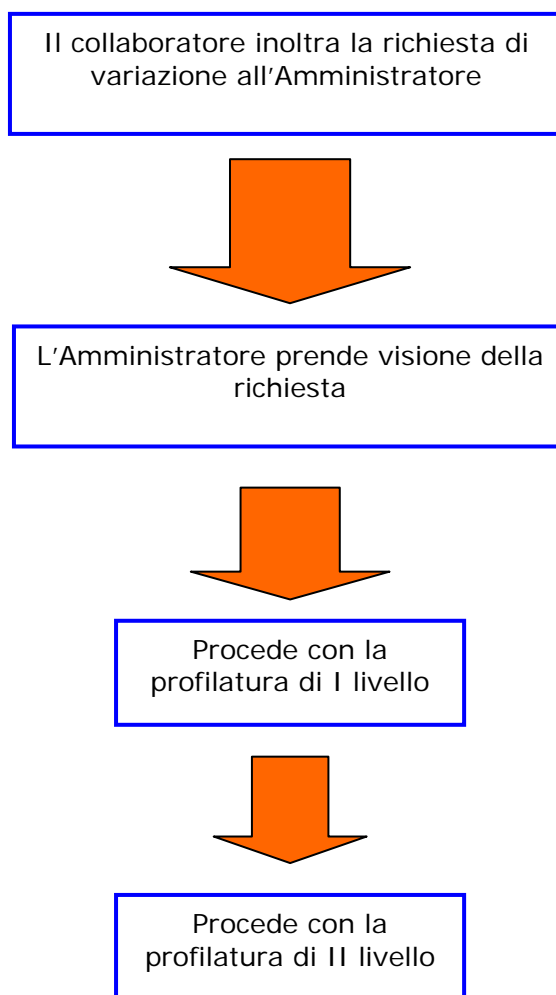 Il collaboratore inoltra la richiesta di
variazione all'Amministratore
L'Amministratore prende visione della
richiesta
Procede con la
profilatura di I livello
Procede con la
profilatura di II livello